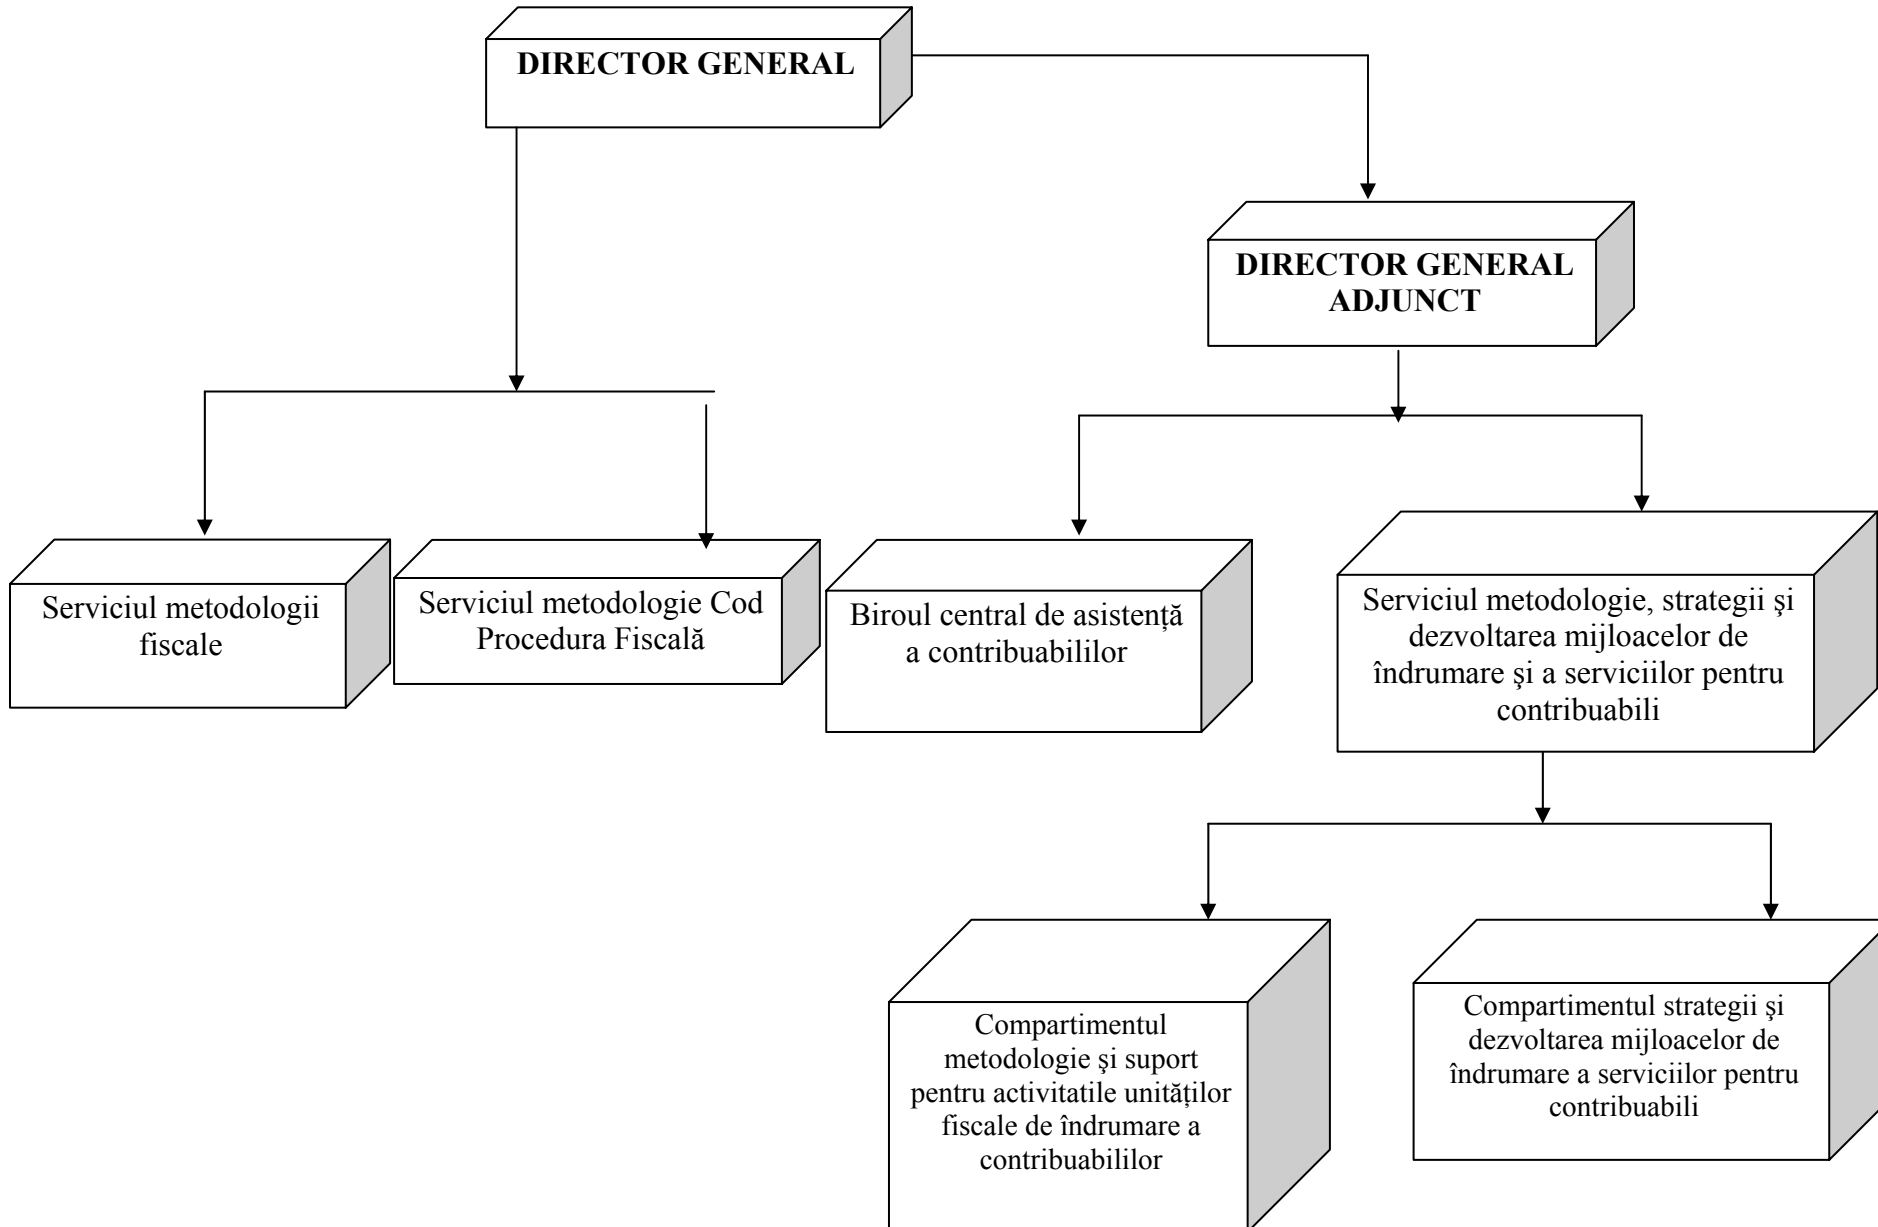 DIRECTOR GENERAL
DIRECTOR GENERAL
ADJUNCT
Serviciul metodologii
fiscale
Serviciul metodologie Cod
Procedura Fiscală
Biroul central de asistență
a contribuabililor
Serviciul metodologie, strategii şi
dezvoltarea mijloacelor de
îndrumare şi a serviciilor pentru
contribuabili
Compartimentul
metodologie şi suport
pentru activitatile unităților
fiscale de îndrumare a
contribuabililor
Compartimentul strategii şi
dezvoltarea mijloacelor de
îndrumare a serviciilor pentru
contribuabili